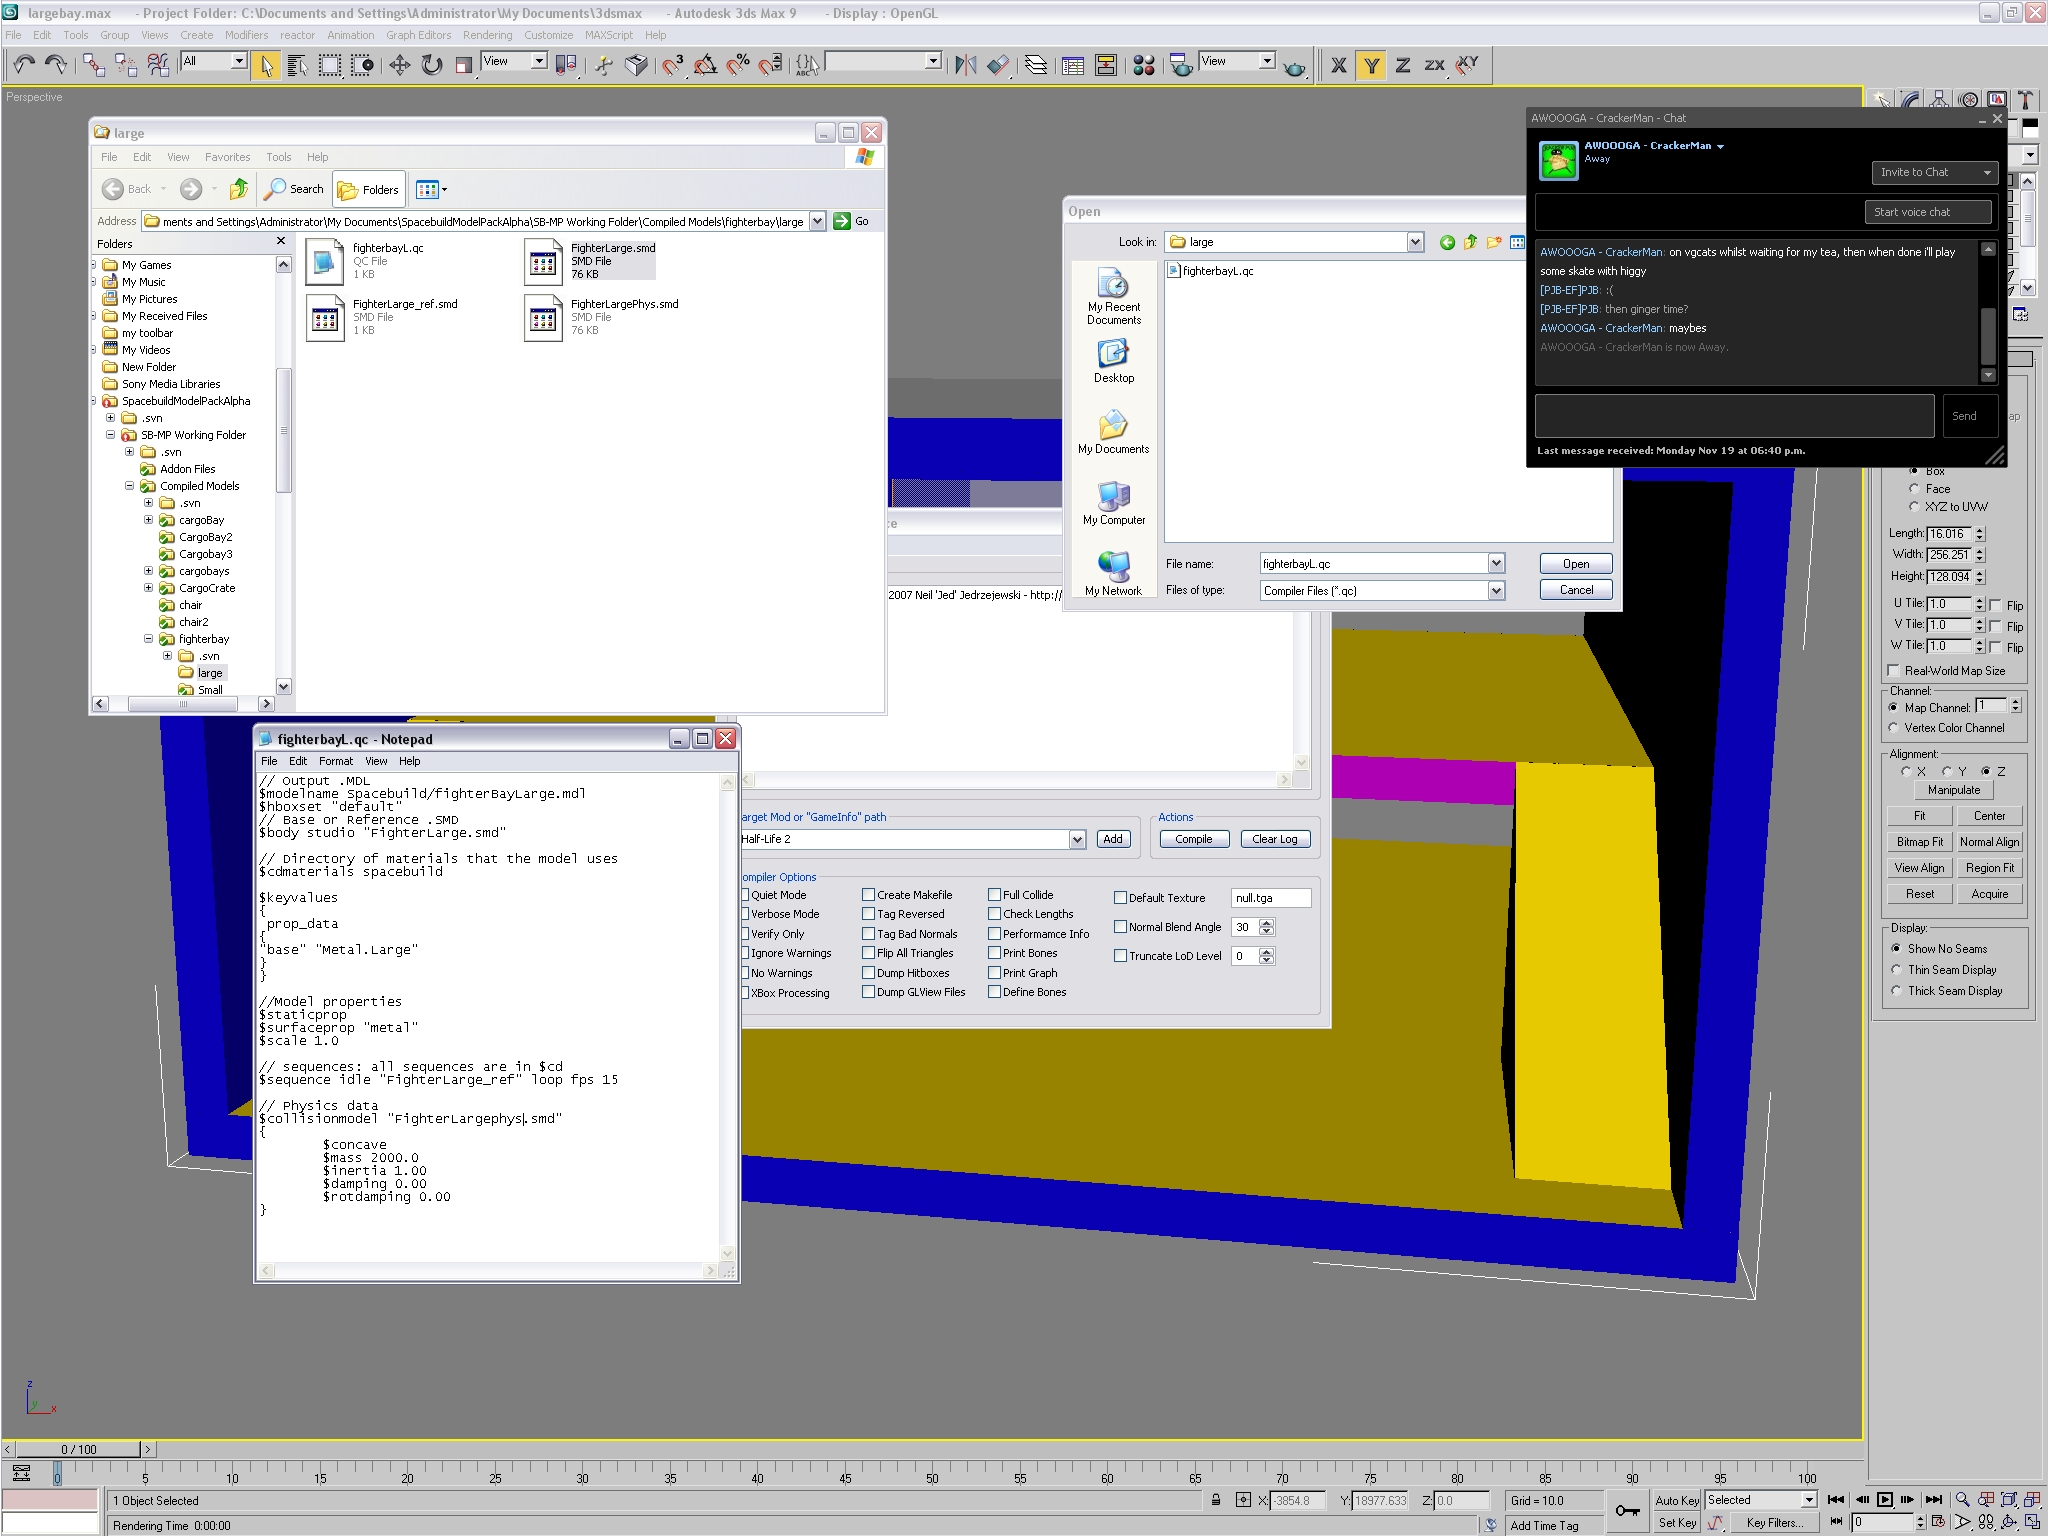 largebay.max - Project Folder: C:\Documents and Settings\Administrator\My Documents\3dsmax - Autodesk 3ds Max 9 - Display : OpenGL
File Edit Tools Group Views Create Modifiers reactor Animation Graph Editors Rendering Customize MAXScript Help
All View View X Y Z ZX XY
Perspective
large
File Edit View Favorites Tools Help
Back Search Folders
Address ments and Settings\Administrator\My Documents\SpacebuildModelPackAlpha\SB-MP Working Folder\Compiled Models\fighterbay\large Go
Folders
My Games
My Music
My Pictures
My Received Files
my toolbar
My Videos
New Folder
Sony Media Libraries
SpacebuildModelPackAlpha
.svn
SB-MP Working Folder
.svn
Addon Files
Compiled Models
.svn
cargoBay
CargoBay2
Cargobay3
cargobays
CargoCrate
chair
chair2
fighterbay
.svn
large
Small
fighterbayL.qc
QC File
1 KB
FighterLarge.smd
SMD File
76 KB
FighterLarge_ref.smd
SMD File
1 KB
FighterLargePhys.smd
SMD File
76 KB
Open
Look in: large
fighterbayL.qc
My Recent Documents
Desktop
My Documents
My Computer
My Network
File name: fighterbayL.qc Open
Files of type: Compiler Files (*.qc) Cancel
AWOOOGA - CrackerMan - Chat
AWOOOGA - CrackerMan
Away
Invite to Chat
Start voice chat
AWOOOGA - CrackerMan: on vgcats whilst waiting for my tea, then when done i'll play
some skate with higgy
[PJB-EF]PJB: :(
[PJB-EF]PJB: then ginger time?
AWOOOGA - CrackerMan: maybes
AWOOOGA - CrackerMan is now Away.
Send
Last message received: Monday Nov 19 at 06:40 p.m.
ce
2007 Neil 'Jed' Jedrzejewski - http://
arget Mod or "GameInfo" path
Half-Life 2 Add
Actions
Compile Clear Log
ompiler Options
Quiet Mode Create Makefile Full Collide Default Texture null.tga
Verbose Mode Tag Reversed Check Lengths
Verify Only Tag Bad Normals Performamce Info Normal Blend Angle 30
Ignore Warnings Flip All Triangles Print Bones Truncate LoD Level 0
No Warnings Dump Hitboxes Print Graph
XBox Processing Dump GLView Files Define Bones
fighterbayL.qc - Notepad
File Edit Format View Help
// Output .MDL
$modelname Spacebuild/fighterBayLarge.mdl
$hboxset "default"
// Base or Reference .SMD
$body studio "FighterLarge.smd"
// Directory of materials that the model uses
$cdmaterials spacebuild
$keyvalues
{
prop_data
{
"base" "Metal.Large"
}
}
//Model properties
$staticprop
$surfaceprop "metal"
$scale 1.0
// sequences: all sequences are in $cd
$sequence idle "FighterLarge_ref" loop fps 15
// Physics data
$collisionmodel "FighterLargephys.smd"
{
$concave
$mass 2000.0
$inertia 1.00
$damping 0.00
$rotdamping 0.00
}
ap
Box
Face
XYZ to UVW
Length: 16.016
Width: 256.251
Height: 128.094
U Tile: 1.0 Flip
V Tile: 1.0 Flip
W Tile: 1.0 Flip
Real-World Map Size
Channel:
Map Channel: 1
Vertex Color Channel
Alignment:
X Y Z
Manipulate
Fit Center
Bitmap Fit Normal Align
View Align Region Fit
Reset Acquire
Display:
Show No Seams
Thin Seam Display
Thick Seam Display
z
y
x
0 / 100
0 5 10 15 20 25 30 35 40 45 50 55 60 65 70 75 80 85 90 95 100
1 Object Selected X: -3854.8 Y: 18977.633 Z: 0.0 Grid = 10.0 Auto Key Selected
Rendering Time 0:00:00 Add Time Tag Set Key Key Filters... 0